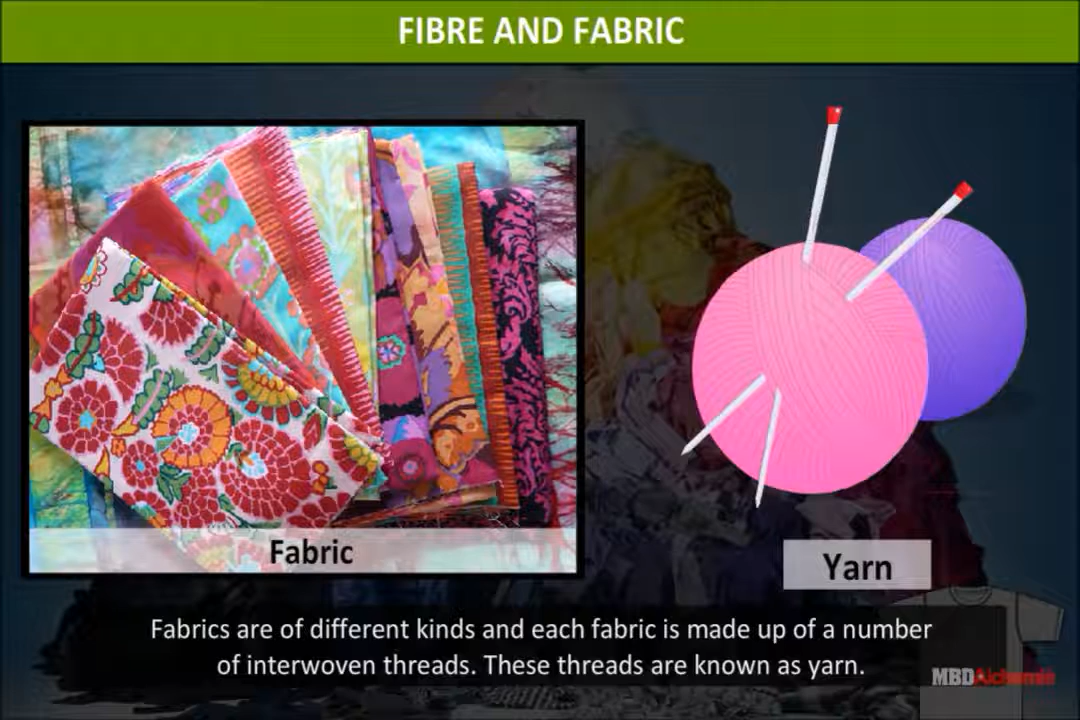 FIBRE AND FABRIC
Fabric
Yarn
Fabrics are of different kinds and each fabric is made up of a number
of interwoven threads. These threads are known as yarn.
MBDAlchemie